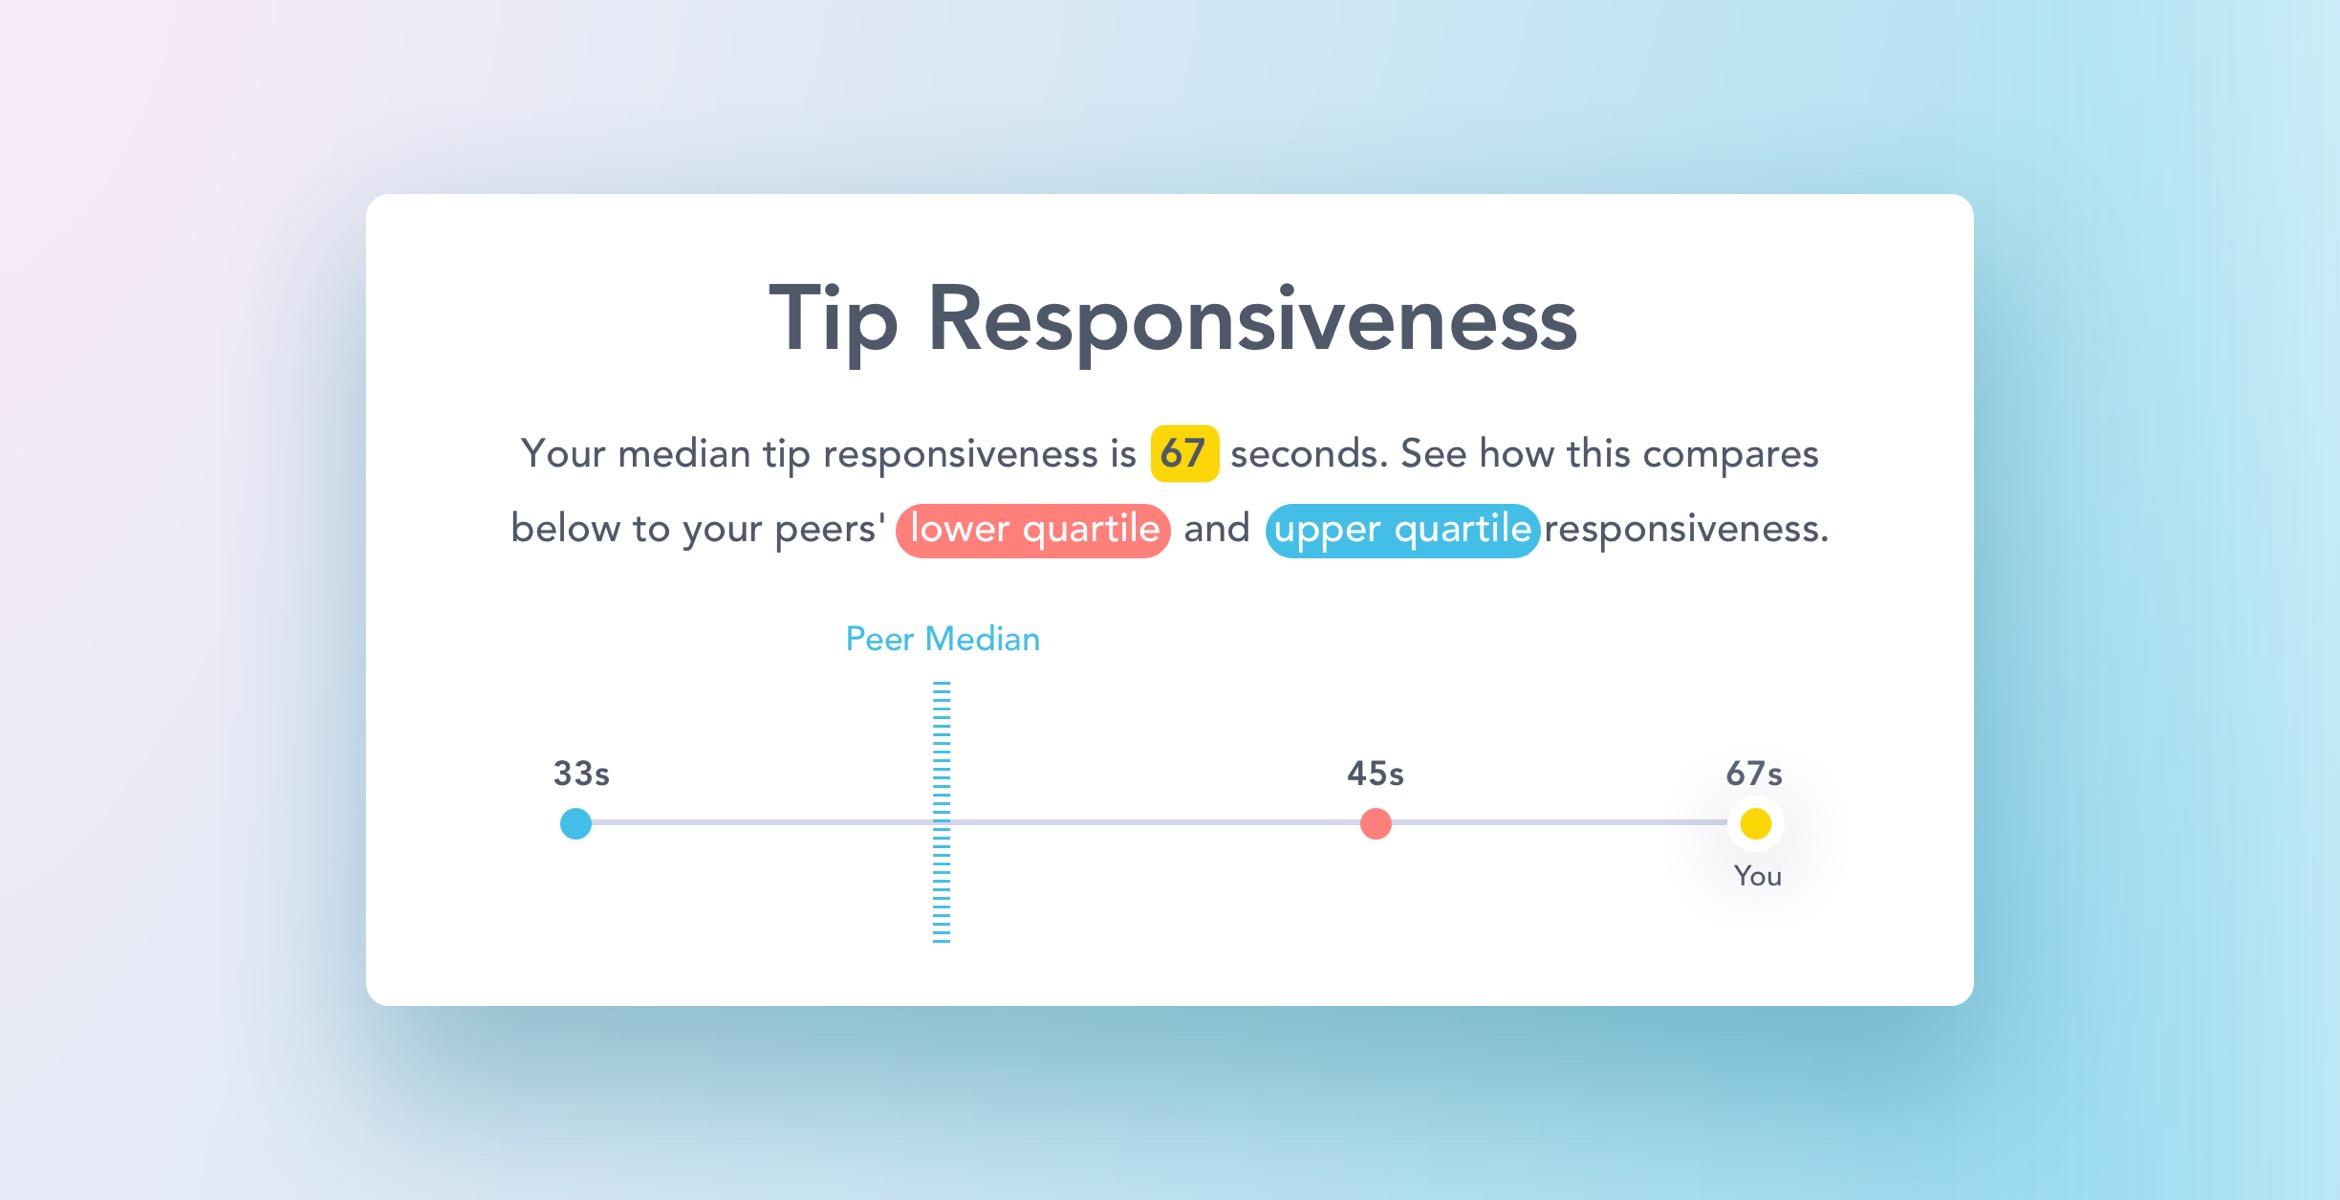 Tip Responsiveness
Your median tip responsiveness is 67 seconds. See how this compares
below to your peers' lower quartile and upper quartile responsiveness.
Peer Median
33s 45s 67s
You